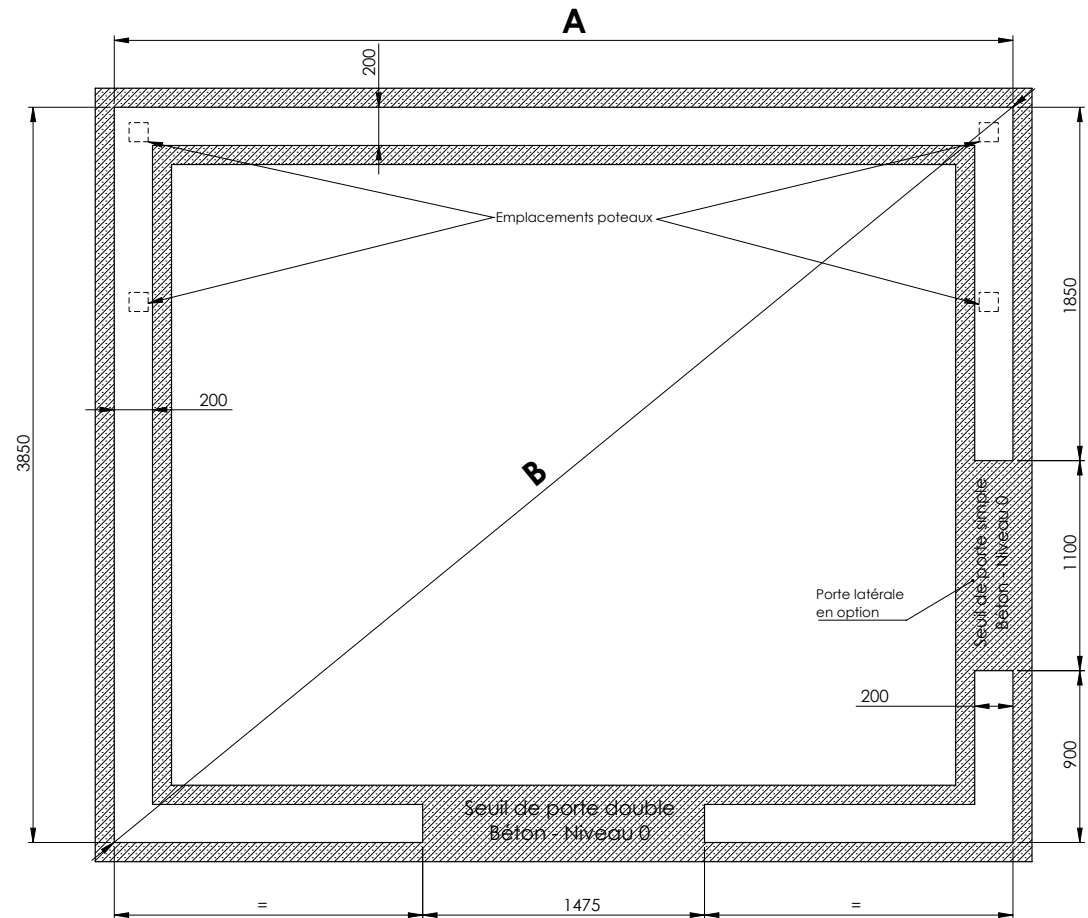 A
200
Emplacements poteaux
1850
200
3850
B
Seuil de porte simple
Béton - Niveau 0
1100
Porte latérale
en option
200
900
Seuil de porte double
Béton - Niveau 0
=
1475
=